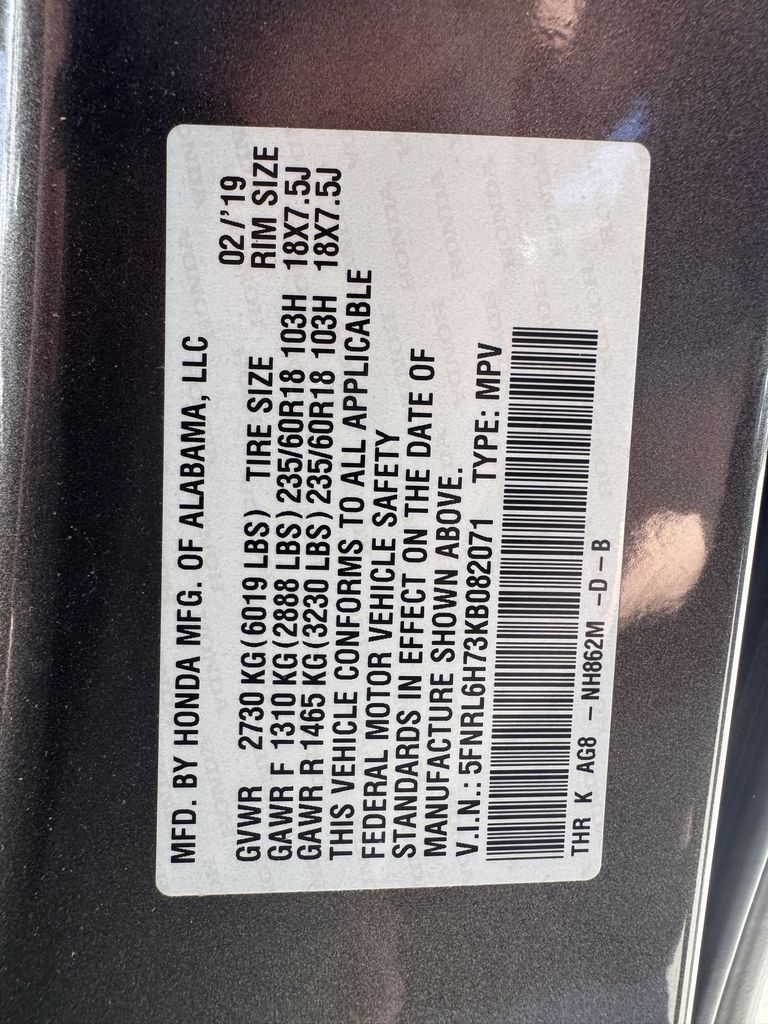 MFD. BY HONDA MFG. OF ALABAMA, LLC
02/'19
GVWR 2730 KG(6019 LBS) TIRE SIZE RIM SIZE
GAWR F 1310 KG(2888 LBS) 235/60R18 103H 18X7.5J
GAWR R 1465 KG(3230 LBS) 235/60R18 103H 18X7.5J
THIS VEHICLE CONFORMS TO ALL APPLICABLE
FEDERAL MOTOR VEHICLE SAFETY
STANDARDS IN EFFECT ON THE DATE OF
MANUFACTURE SHOWN ABOVE.
V.I.N.: 5FNRL6H73KB082071 TYPE: MPV
THR K AG8 - NH862M -D-B